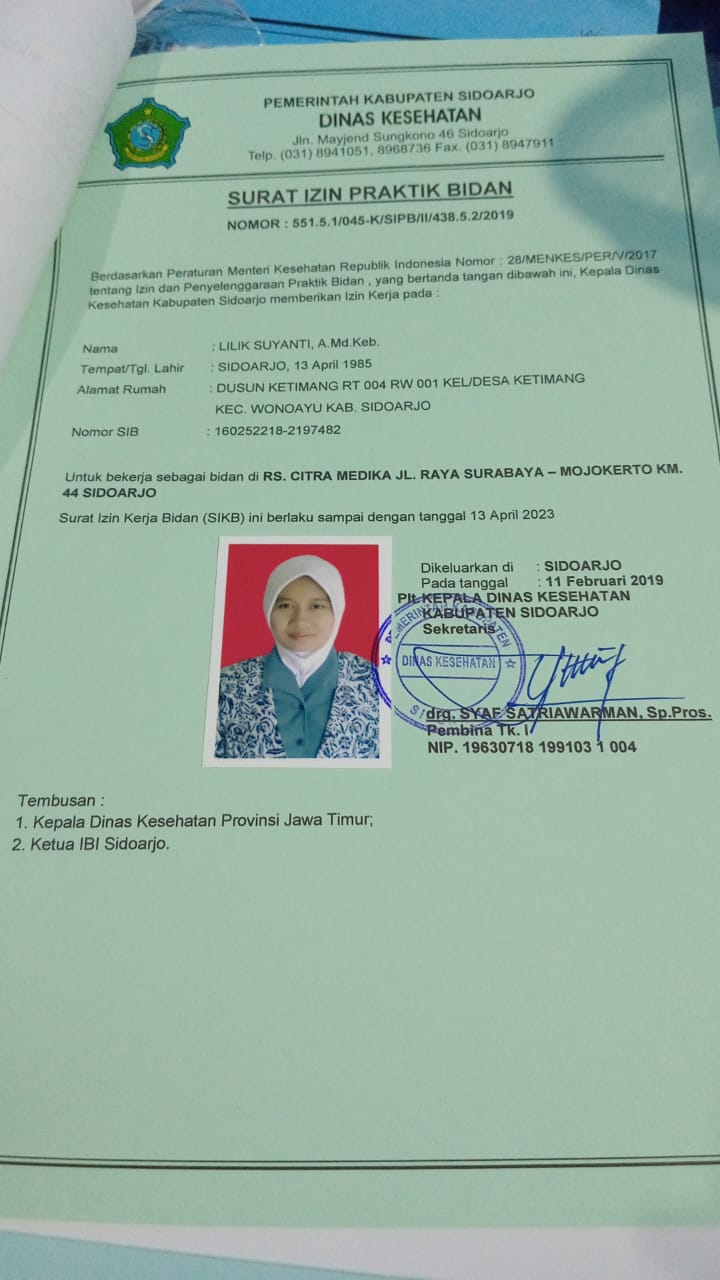 PEMERINTAH KABUPATEN SIDOARJO
DINAS KESEHATAN
Jln. Mayjend Sungkono 46 Sidoarjo
Telp. (031) 8941051, 8968736 Fax. (031) 8947911
SURAT IZIN PRAKTIK BIDAN
NOMOR : 551.5.1/045-K/SIPB/II/438.5.2/2019
Berdasarkan Peraturan Menteri Kesehatan Republik Indonesia Nomor : 28/MENKES/PER/V/2017
tentang Izin dan Penyelenggaraan Praktik Bidan , yang bertanda tangan dibawah ini, Kepala Dinas
Kesehatan Kabupaten Sidoarjo memberikan Izin Kerja pada :
Nama : LILIK SUYANTI, A.Md.Keb.
Tempat/Tgl. Lahir : SIDOARJO, 13 April 1985
Alamat Rumah : DUSUN KETIMANG RT 004 RW 001 KEL/DESA KETIMANG
KEC. WONOAYU KAB. SIDOARJO
Nomor SIB : 160252218-2197482
Untuk bekerja sebagai bidan di RS. CITRA MEDIKA JL. RAYA SURABAYA – MOJOKERTO KM.
44 SIDOARJO
Surat Izin Kerja Bidan (SIKB) ini berlaku sampai dengan tanggal 13 April 2023
Dikeluarkan di : SIDOARJO
Pada tanggal : 11 Februari 2019
Plt KEPALA DINAS KESEHATAN
KABUPATEN SIDOARJO
Sekretaris
PEMERINTAH KABUPATEN
DINAS KESEHATAN
drg. SYAF SATRIAWARMAN, Sp.Pros.
Pembina Tk. I
NIP. 19630718 199103 1 004
Tembusan :
1. Kepala Dinas Kesehatan Provinsi Jawa Timur;
2. Ketua IBI Sidoarjo.